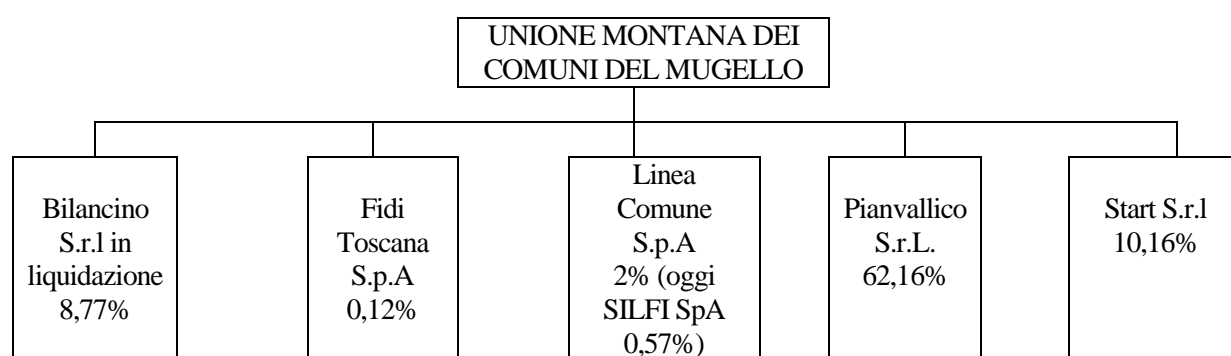 UNIONE MONTANA DEI
COMUNI DEL MUGELLO
Bilancino
S.r.l in
liquidazione
8,77%
Fidi
Toscana
S.p.A
0,12%
Linea
Comune
S.p.A
2% (oggi
SILFI SpA
0,57%)
Pianvallico
S.r.L.
62,16%
Start S.r.l
10,16%